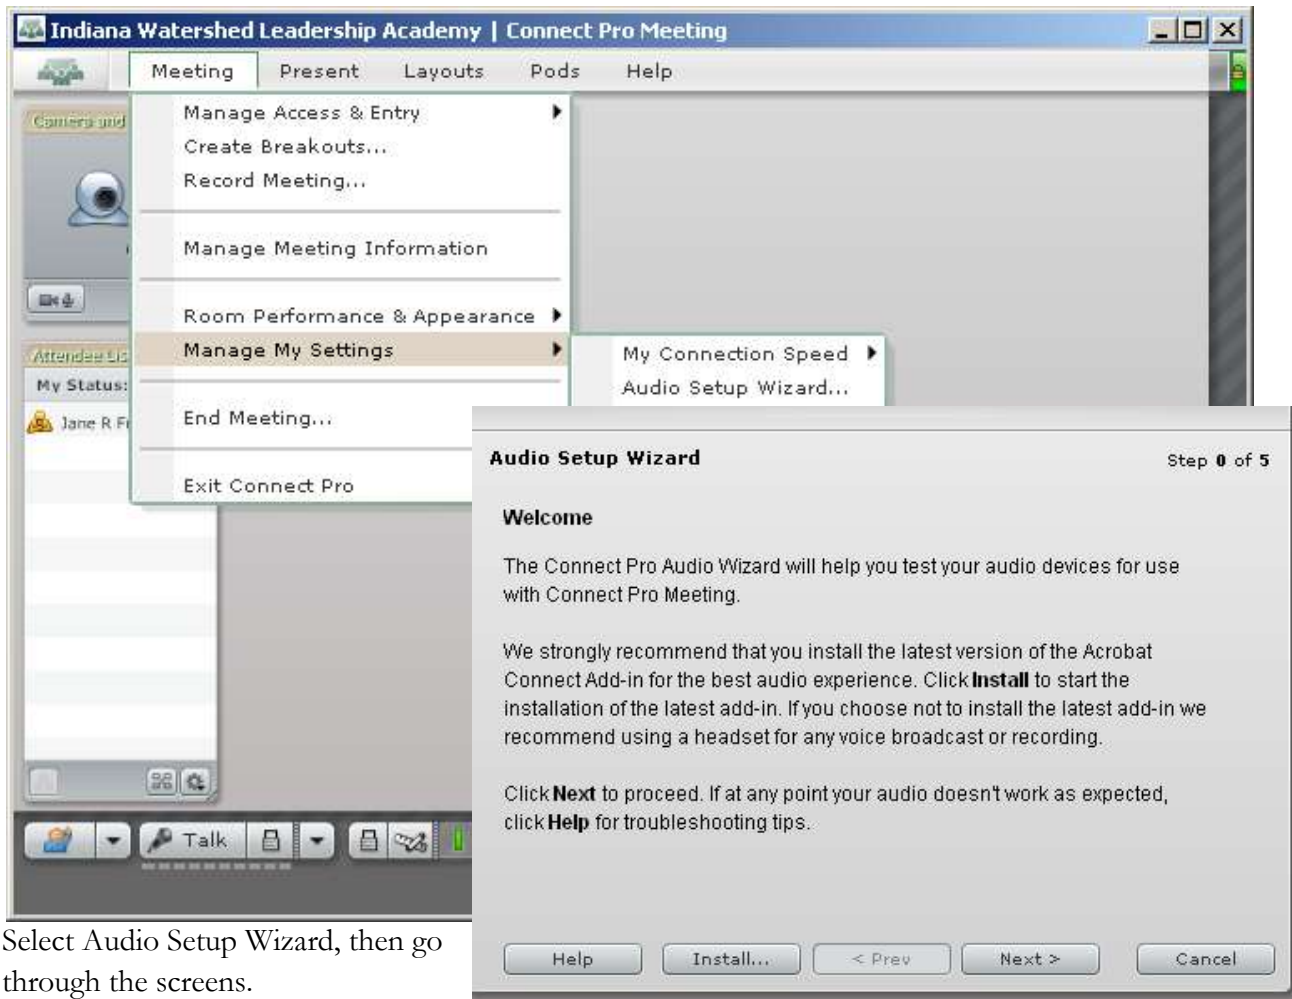 Indiana Watershed Leadership Academy | Connect Pro Meeting
Meeting Present Layouts Pods Help
Camera and
Manage Access & Entry
Create Breakouts...
Record Meeting...
Manage Meeting Information
Room Performance & Appearance
Attendee Lis
Manage My Settings
My Connection Speed
My Status:
Audio Setup Wizard...
Jane R Fr
End Meeting...
Exit Connect Pro
Talk
Audio Setup Wizard
Step 0 of 5
Welcome
The Connect Pro Audio Wizard will help you test your audio devices for use
with Connect Pro Meeting.
We strongly recommend that you install the latest version of the Acrobat
Connect Add-in for the best audio experience. Click Install to start the
installation of the latest add-in. If you choose not to install the latest add-in we
recommend using a headset for any voice broadcast or recording.
Click Next to proceed. If at any point your audio doesn't work as expected,
click Help for troubleshooting tips.
Help Install... < Prev Next > Cancel
Select Audio Setup Wizard, then go
through the screens.